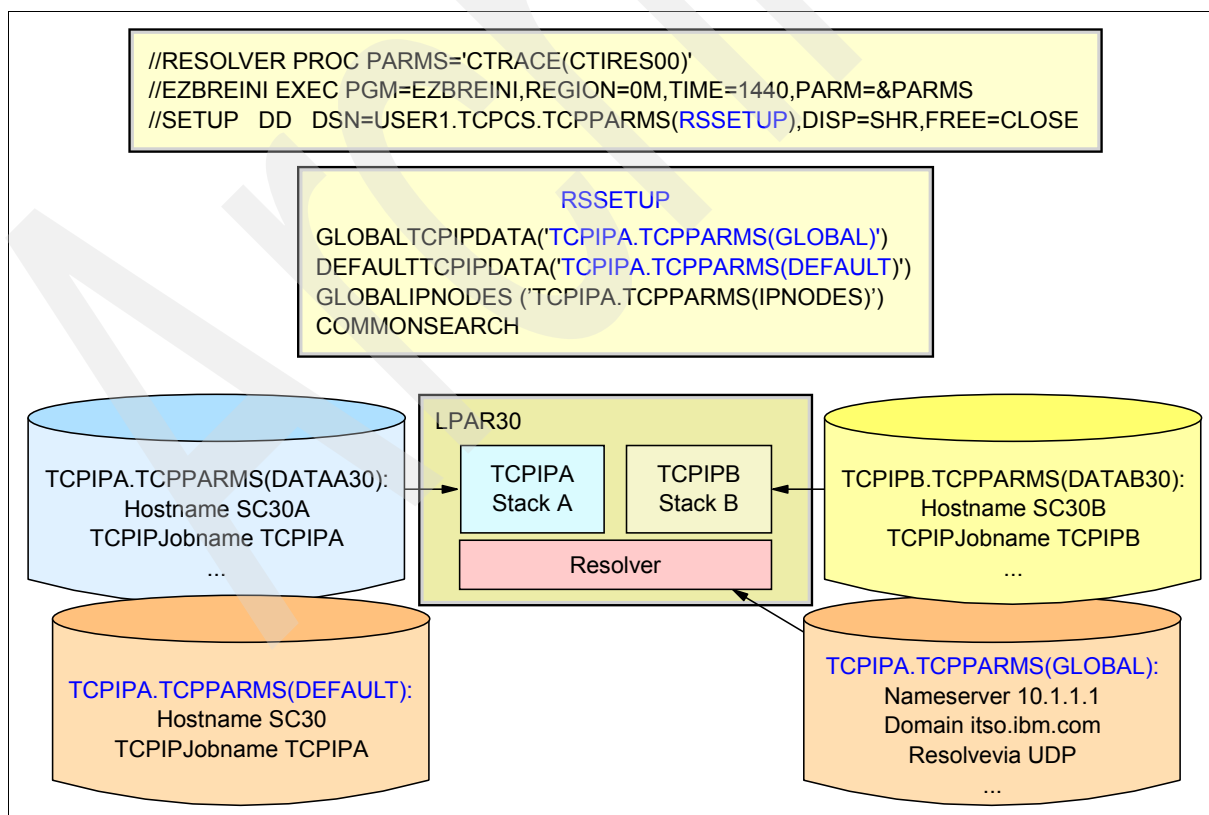 //RESOLVER PROC PARMS='CTRACE(CTIRES00)'
//EZBREINI EXEC PGM=EZBREINI,REGION=0M,TIME=1440,PARM=&PARMS
//SETUP DD DSN=USER1.TCPCS.TCPPARMS(RSSETUP),DISP=SHR,FREE=CLOSE
RSSETUP
GLOBALTCPIPDATA('TCPIPA.TCPPARMS(GLOBAL)')
DEFAULTTCPIPDATA('TCPIPA.TCPPARMS(DEFAULT)')
GLOBALIPNODES (’TCPIPA.TCPPARMS(IPNODES)’)
COMMONSEARCH
TCPIPA.TCPPARMS(DATAA30):
Hostname SC30A
TCPIPJobname TCPIPA
...
LPAR30
TCPIPA
Stack A
TCPIPB
Stack B
Resolver
TCPIPB.TCPPARMS(DATAB30):
Hostname SC30B
TCPIPJobname TCPIPB
...
TCPIPA.TCPPARMS(DEFAULT):
Hostname SC30
TCPIPJobname TCPIPA
TCPIPA.TCPPARMS(GLOBAL):
Nameserver 10.1.1.1
Domain itso.ibm.com
Resolvevia UDP
...